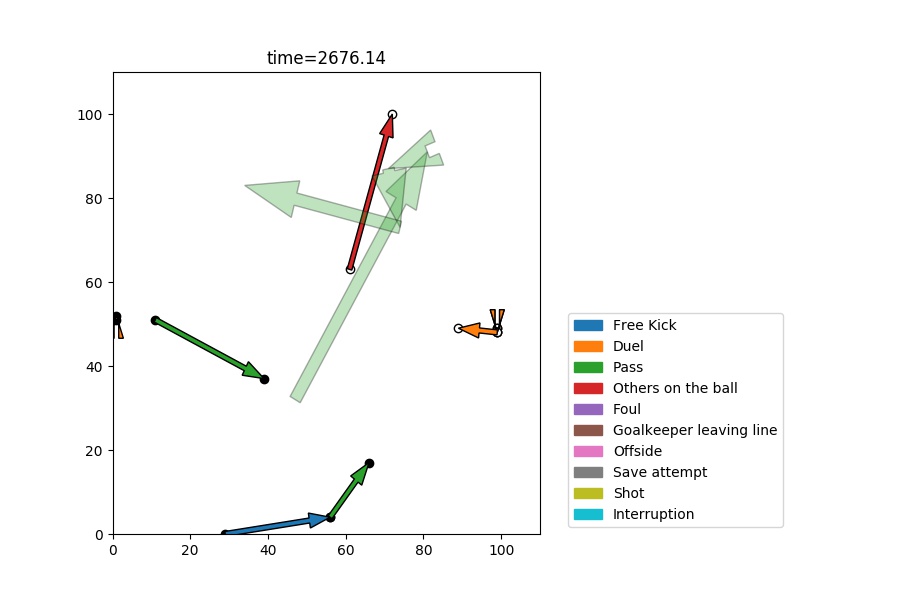 time=2676.14
100
80
60
40
20
0
0
20
40
60
80
100
Free Kick
Duel
Pass
Others on the ball
Foul
Goalkeeper leaving line
Offside
Save attempt
Shot
Interruption